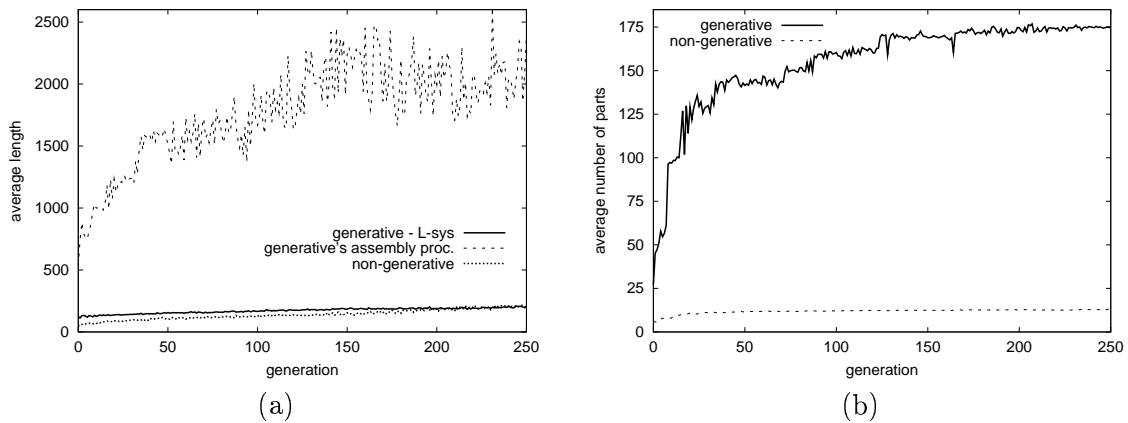 2500
2000
1500
1000
500
0
average length
generative - L-sys
generative's assembly proc.
non-generative
0 50 100 150 200 250
generation
(a)
175
150
125
100
75
50
25
0
average number of parts
generative
non-generative
0 50 100 150 200 250
generation
(b)